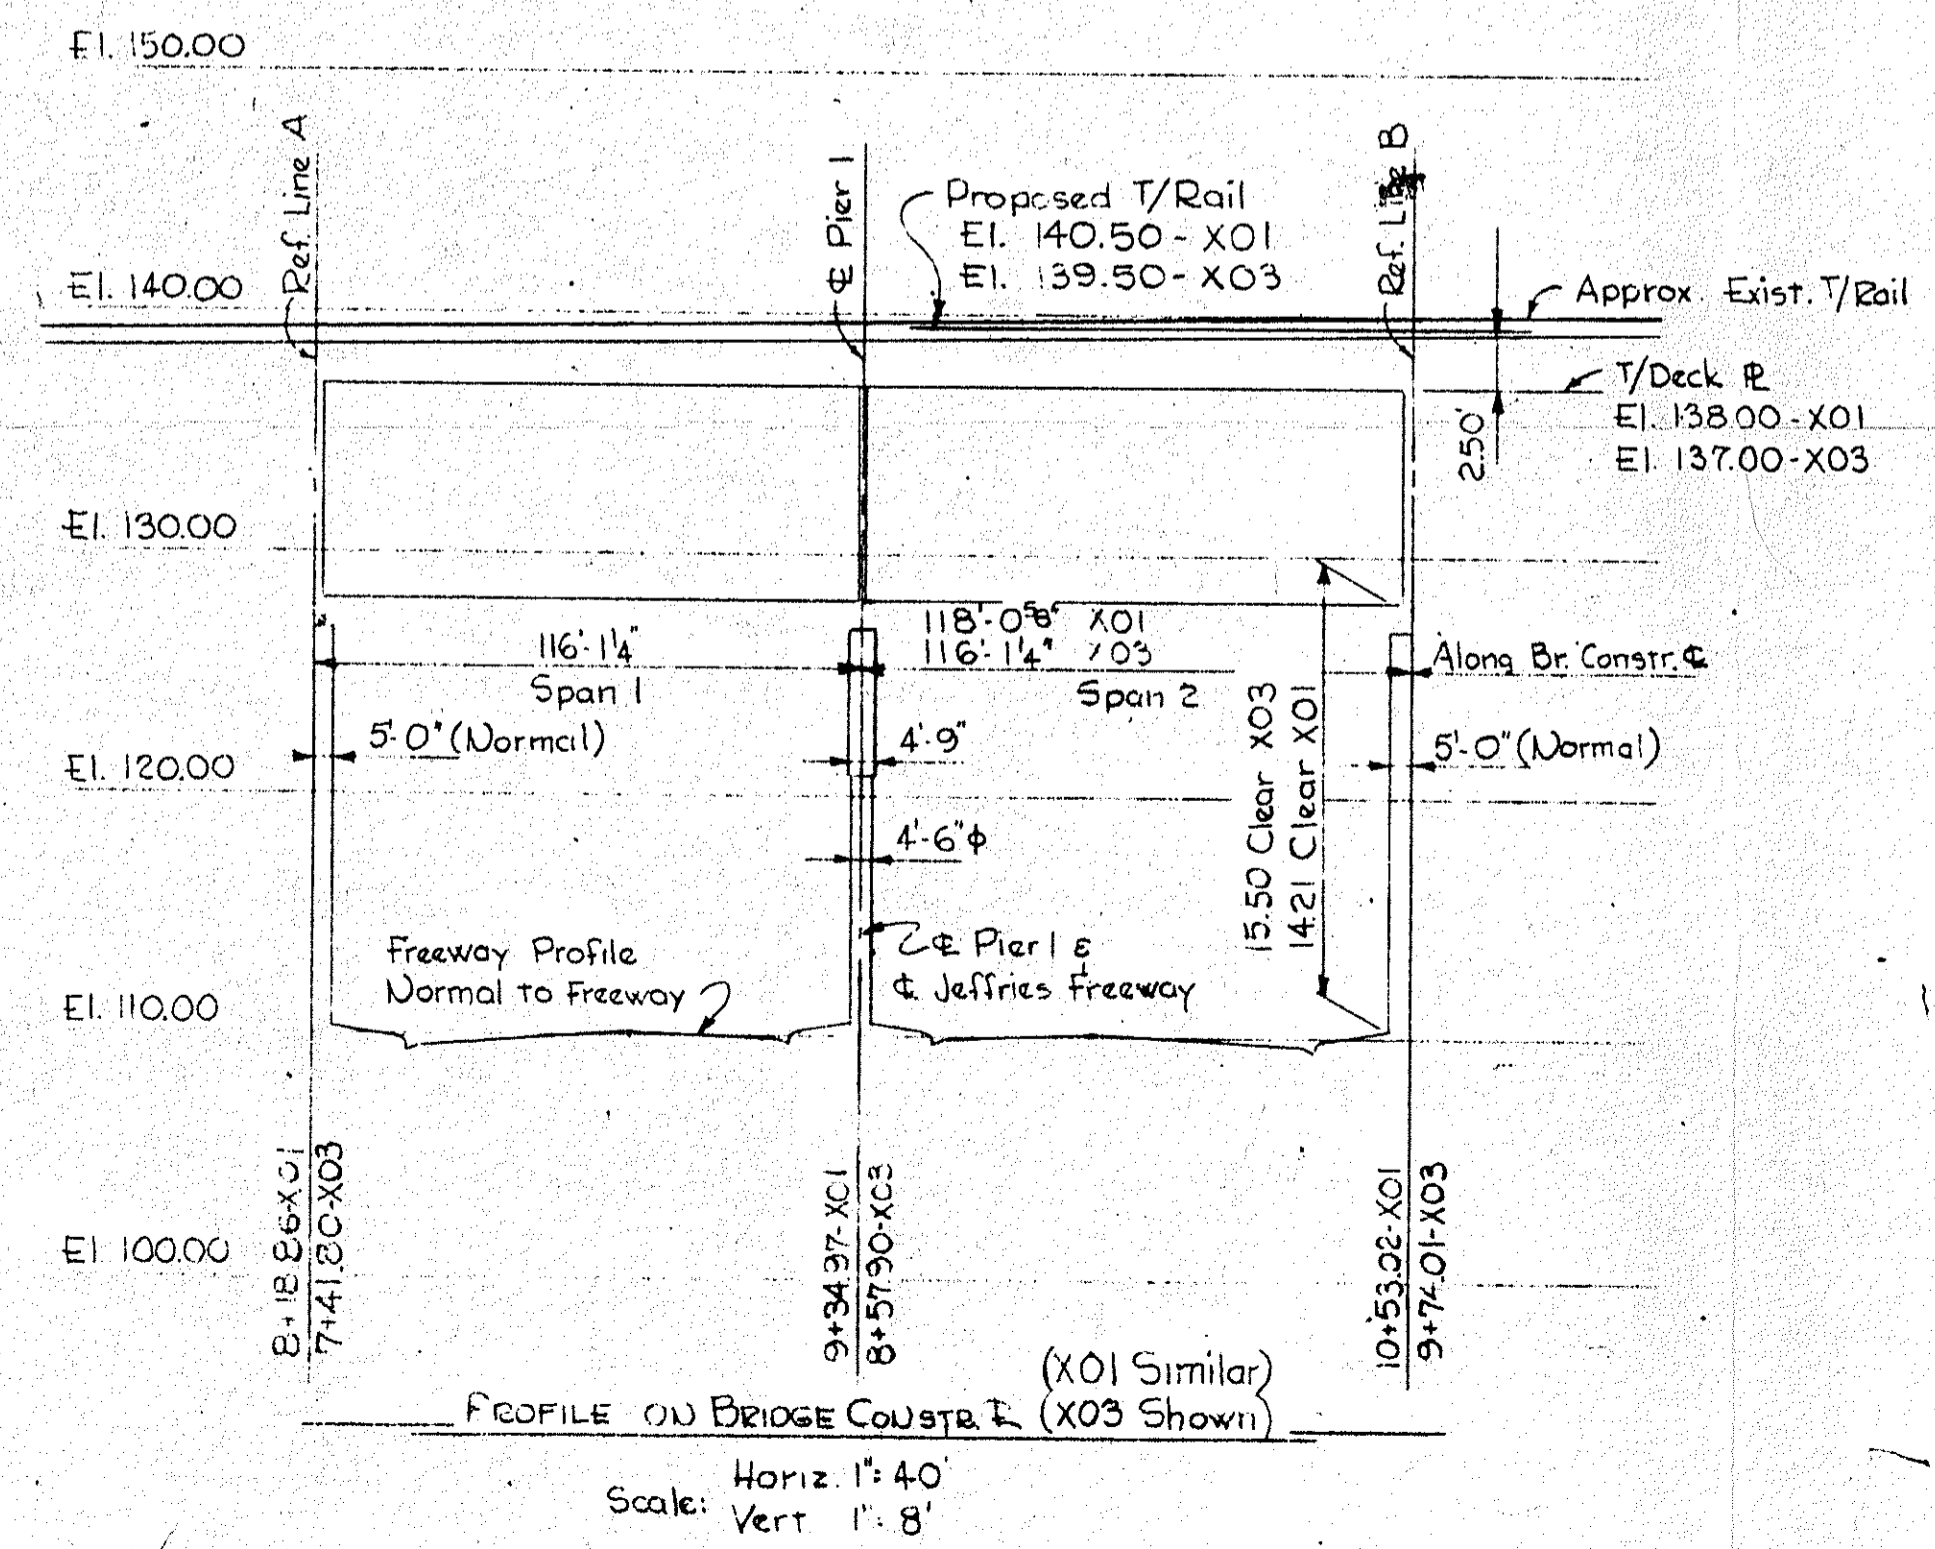 El. 150.00
Ref. Line A
℄ Pier 1
Ref. Line B
Proposed T/Rail
El. 140.50 - X01
El. 139.50 - X03
El. 140.00
Approx. Exist. T/Rail
T/Deck ℙL
El. 138.00 - X01
El. 137.00 - X03
2.50'
El. 130.00
116'-1¼"
Span 1
118'-0⅝" X01
116'-1¼" X03
Span 2
Along Br. Constr. ℄
5'-0" (Normal)
4'-9"
5'-0" (Normal)
El. 120.00
15.50 Clear X03
14.21 Clear X01
4'-6" ϕ
Freeway Profile
Normal to Freeway
℄ Pier 1 &
℄ Jeffries Freeway
El. 110.00
8+18.86-X01
7+41.80-X03
9+34.97-X01
8+57.90-X03
10+53.02-X01
9+74.01-X03
El. 100.00
(X01 Similar)
PROFILE ON BRIDGE CONSTR. ℄ (X03 Shown)
Scale:
Horiz. 1": 40'
Vert 1": 8'